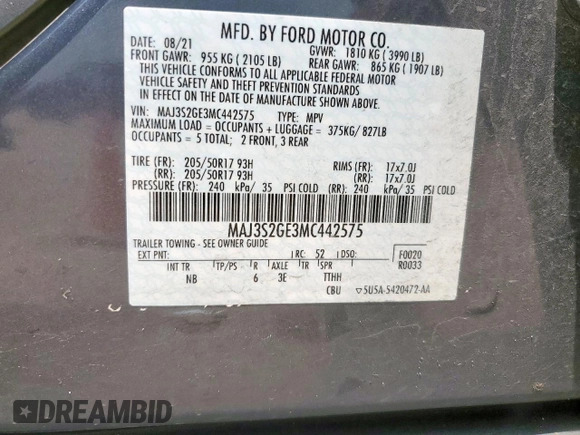 MFD. BY FORD MOTOR CO.
DATE: 08/21 GVWR: 1810 KG ( 3990 LB)
FRONT GAWR: 955 KG ( 2105 LB) REAR GAWR: 865 KG ( 1907 LB)
THIS VEHICLE CONFORMS TO ALL APPLICABLE FEDERAL MOTOR
VEHICLE SAFETY AND THEFT PREVENTION STANDARDS
IN EFFECT ON THE DATE OF MANUFACTURE SHOWN ABOVE.
VIN: MAJ3S2GE3MC442575 TYPE: MPV
MAXIMUM LOAD = OCCUPANTS + LUGGAGE = 375KG/ 827LB
OCCUPANTS = 5 TOTAL; 2 FRONT, 3 REAR
TIRE (FR): 205/50R17 93H RIMS (FR): 17x7.0J
(RR): 205/50R17 93H (RR): 17x7.0J
PRESSURE (FR): 240 kPa/ 35 PSI COLD (RR): 240 kPa/ 35 PSI COLD
MAJ3S2GE3MC442575
TRAILER TOWING - SEE OWNER GUIDE
EXT PNT: RC: 52 DSO: F0020
R0033
INT TR TP/PS R AXLE TR SPR
NB 6 3E TTHH
CBU 5U5A-5420472-AA
DREAMBID